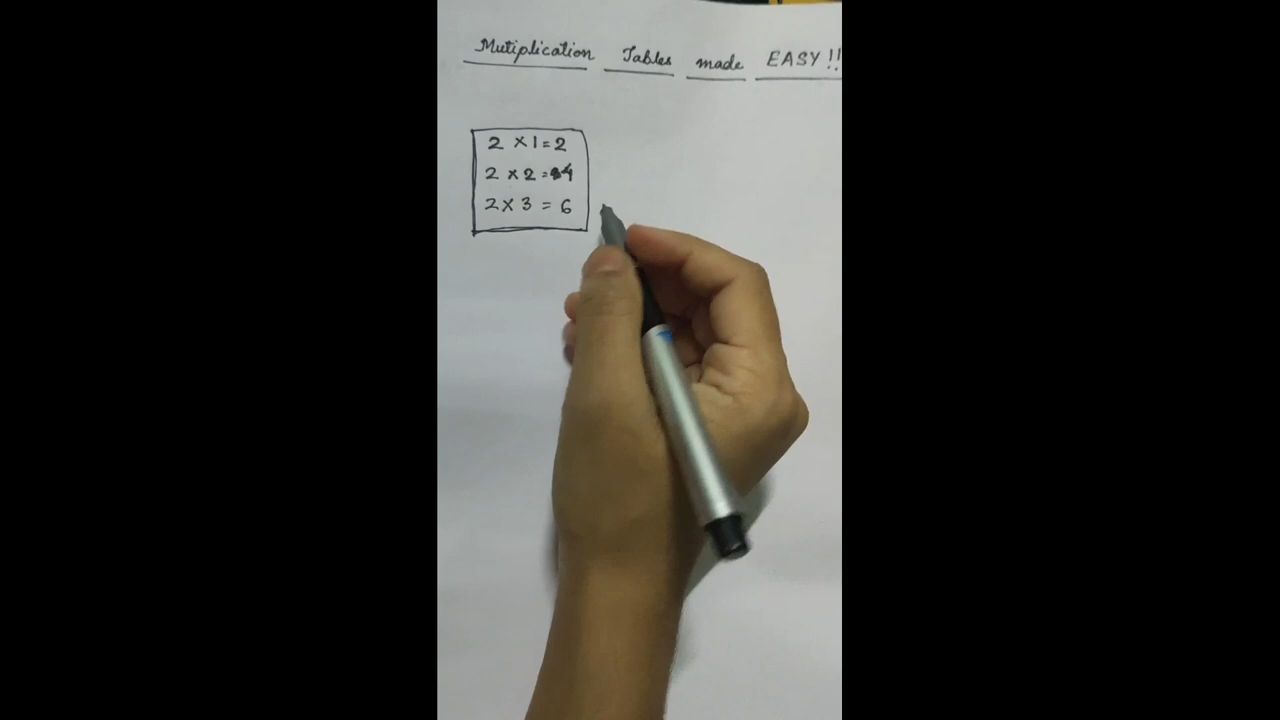 Mutiplication Tables made EASY!!
2 × 1 = 2
2 × 2 = 4
2 × 3 = 6